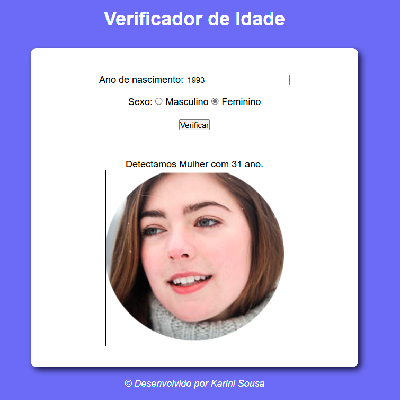 Verificador de Idade
Ano de nascimento: 1993
Sexo: Masculino Feminino
Verificar
Detectamos Mulher com 31 ano.
© Desenvolvido por Karini Sousa